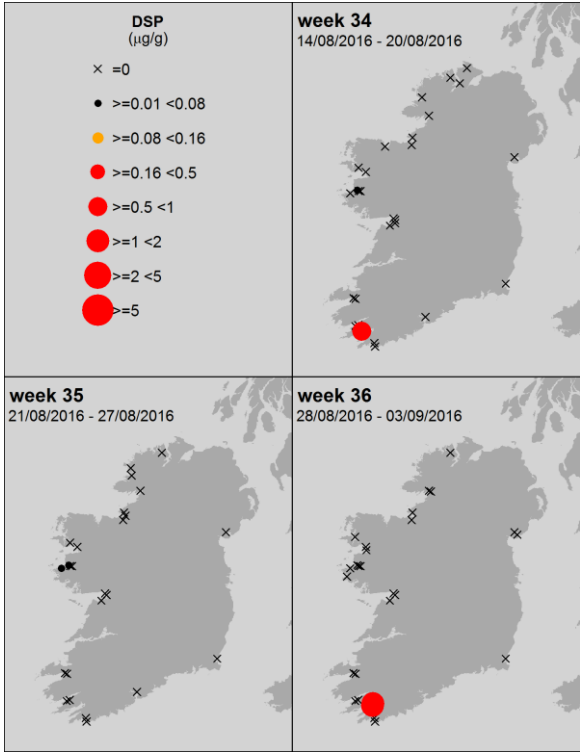 DSP
(μg/g)
=0
>=0.01 <0.08
>=0.08 <0.16
>=0.16 <0.5
>=0.5 <1
>=1 <2
>=2 <5
>=5
week 34
14/08/2016 - 20/08/2016
week 35
21/08/2016 - 27/08/2016
week 36
28/08/2016 - 03/09/2016